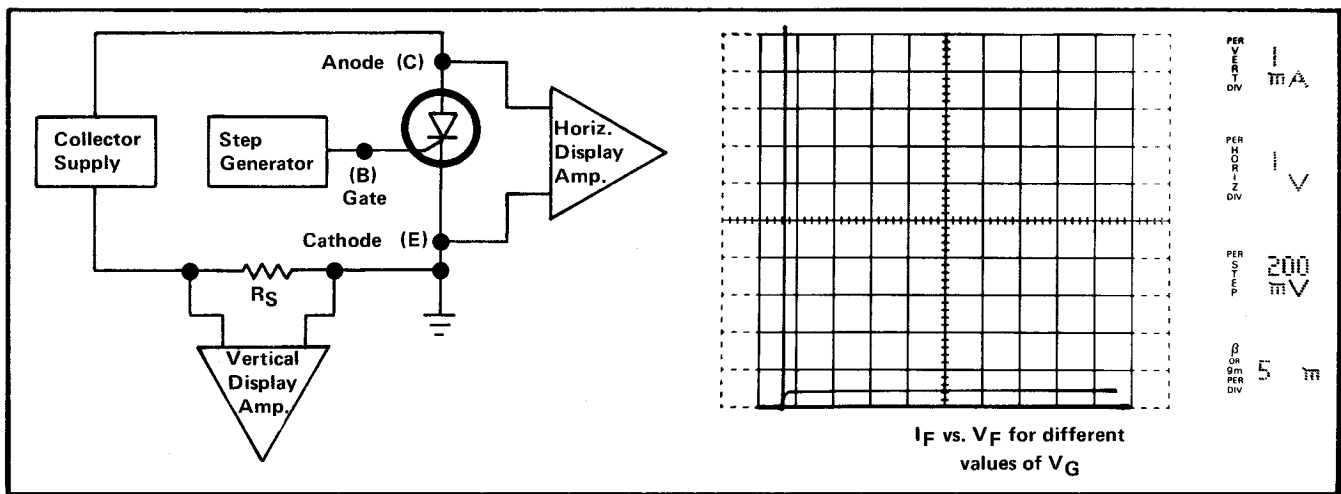 Anode (C)
Collector
Supply
Step
Generator
(B)
Gate
Horiz.
Display
Amp.
Cathode (E)
RS
Vertical
Display
Amp.
PER
VERT
DIV
1
mA
PER
HORIZ
DIV
1
V
PER
STEP
200
mV
β
OR
gm
PER
DIV
5 m
IF vs. VF for different
values of VG